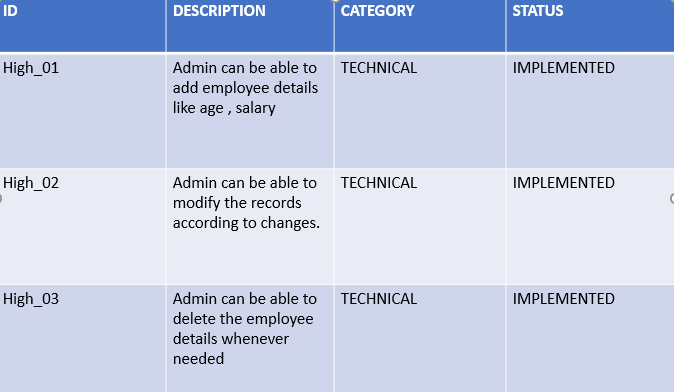 ID DESCRIPTION CATEGORY STATUS
High_01 Admin can be able to TECHNICAL IMPLEMENTED
add employee details
like age , salary
High_02 Admin can be able to TECHNICAL IMPLEMENTED
modify the records
according to changes.
High_03 Admin can be able to TECHNICAL IMPLEMENTED
delete the employee
details whenever
needed